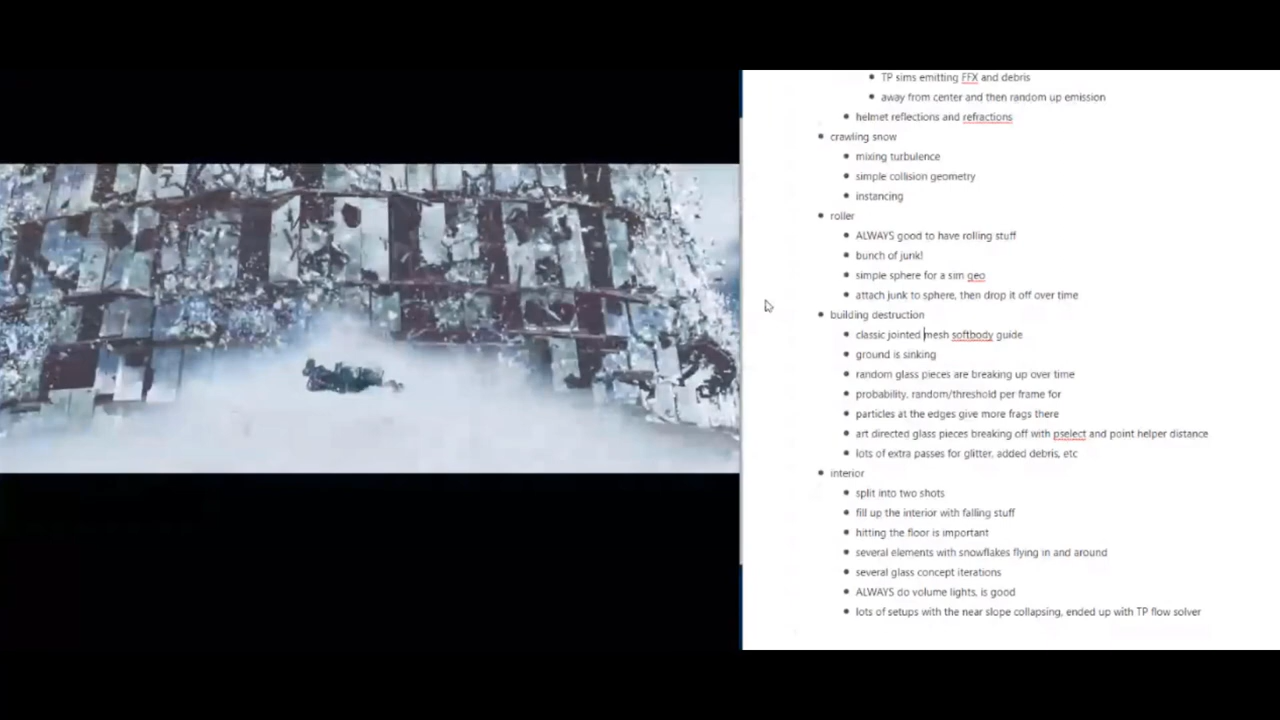 TP sims emitting FFX and debris
away from center and then random up emission
helmet reflections and refractions
crawling snow
mixing turbulence
simple collision geometry
instancing
roller
ALWAYS good to have rolling stuff
bunch of junk!
simple sphere for a sim geo
attach junk to sphere, then drop it off over time
building destruction
classic jointed mesh softbody guide
ground is sinking
random glass pieces are breaking up over time
probability, random/threshold per frame for
particles at the edges give more frags there
art directed glass pieces breaking off with pselect and point helper distance
lots of extra passes for glitter, added debris, etc
interior
split into two shots
fill up the interior with falling stuff
hitting the floor is important
several elements with snowflakes flying in and around
several glass concept iterations
ALWAYS do volume lights, is good
lots of setups with the near slope collapsing, ended up with TP flow solver